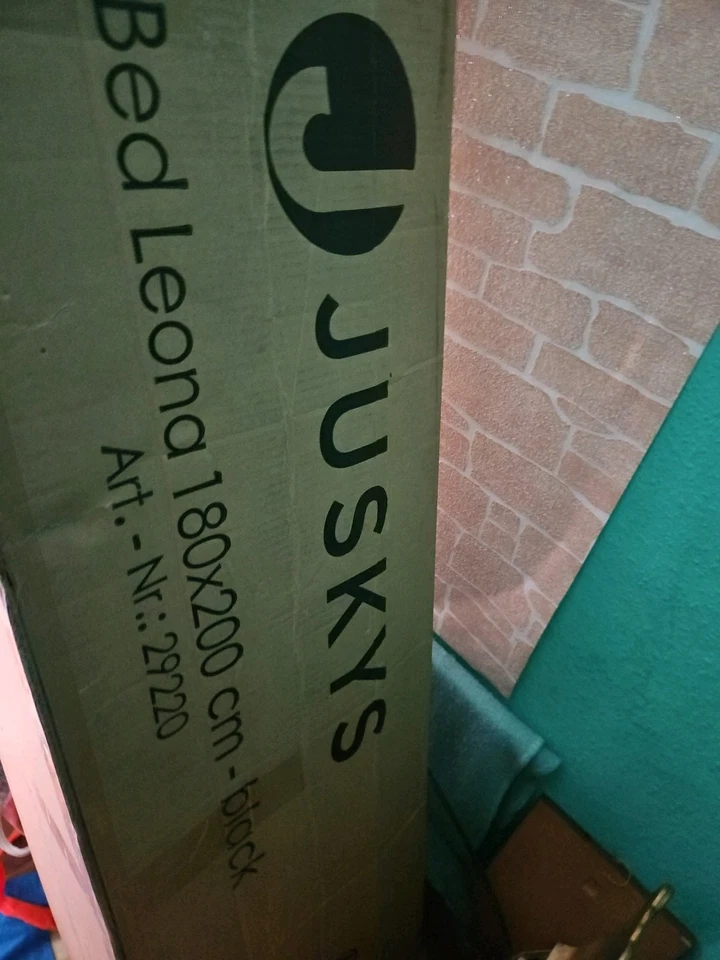 JUSKYS
Bed Leona 180x200 cm - black
Art. - Nr.: 29220